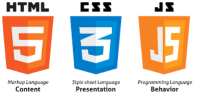 HTML CSS JS
5 3 JS
Markup Language Style sheet Language Programming Language
Content Presentation Behavior